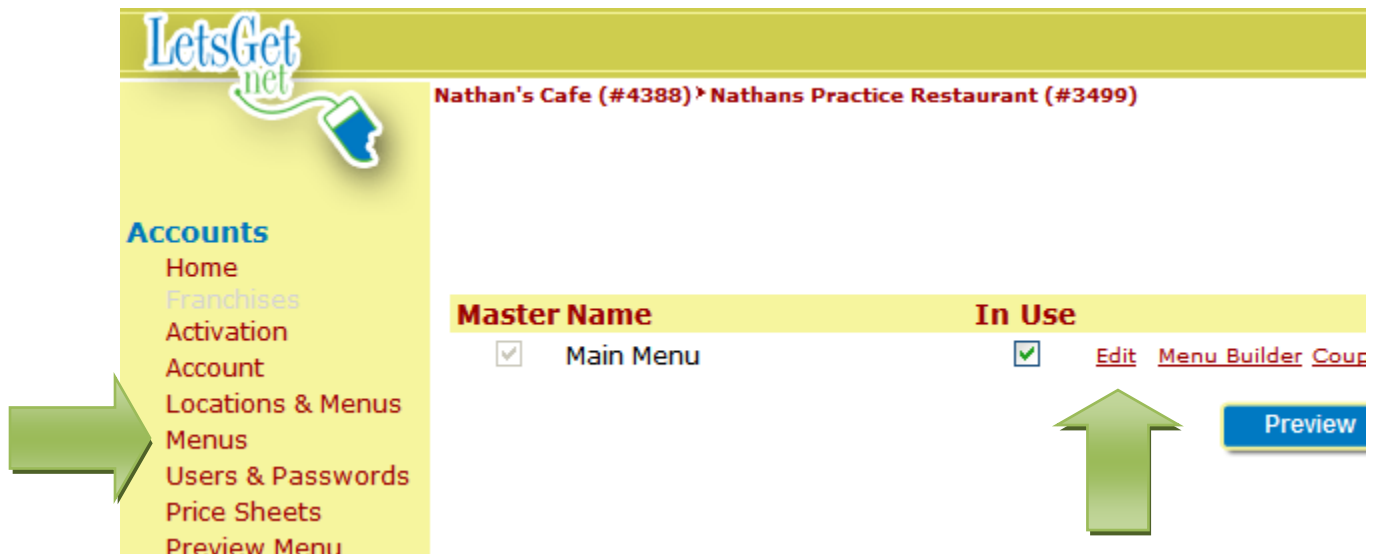 LetsGet
net
Nathan's Cafe (#4388) › Nathans Practice Restaurant (#3499)
Accounts
Home
Franchises
Activation
Account
Locations & Menus
Menus
Users & Passwords
Price Sheets
Preview Menu
Master Name In Use
Main Menu Edit Menu Builder Coup
Preview